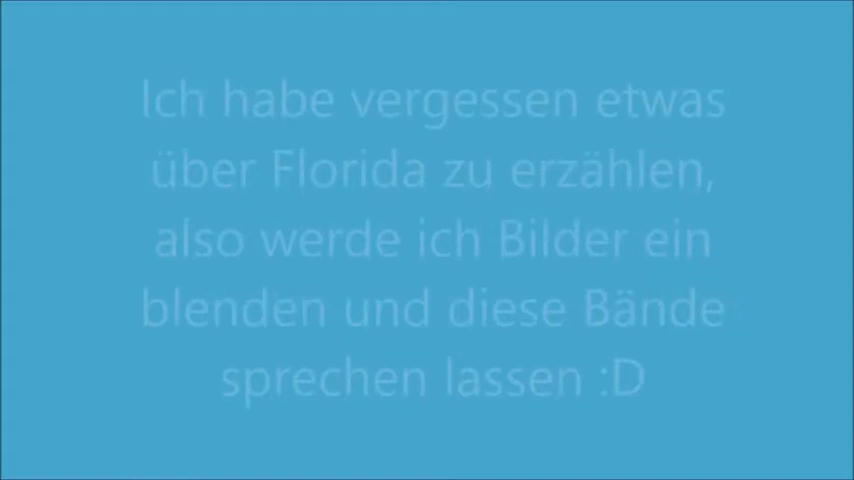 Ich habe vergessen etwas
über Florida zu erzählen,
also werde ich Bilder ein
blenden und diese Bände
sprechen lassen :D